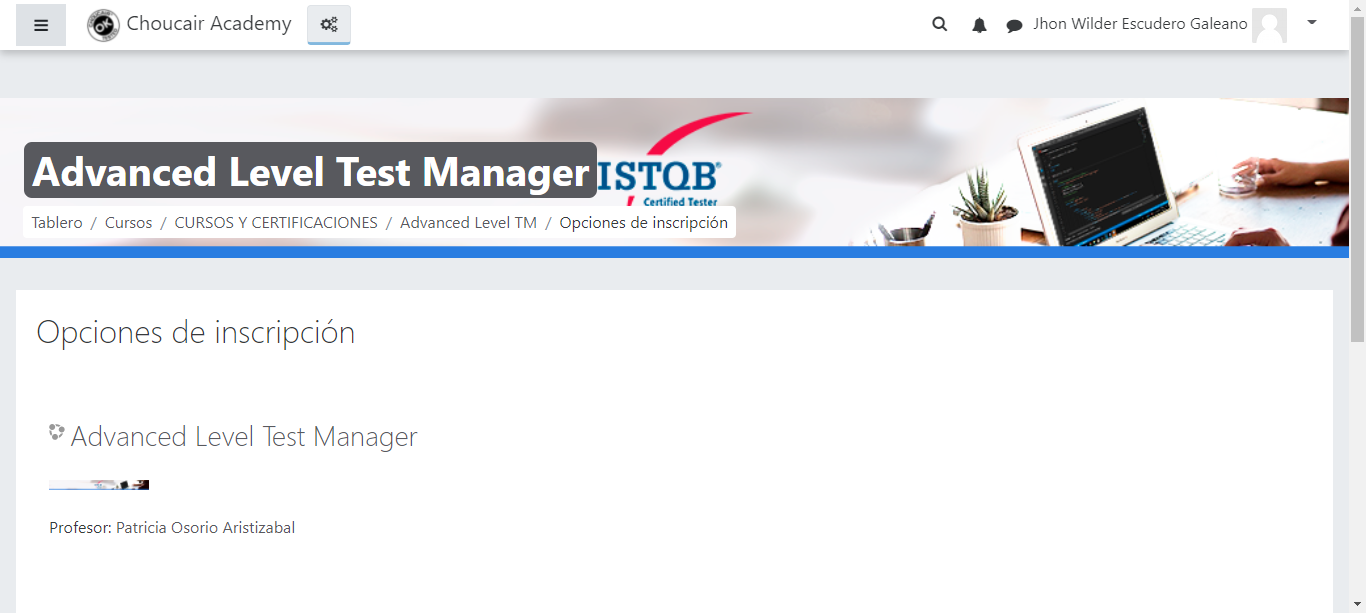 Choucair Academy
Jhon Wilder Escudero Galeano
Advanced Level Test Manager
ISTQB®
Certified Tester
Tablero / Cursos / CURSOS Y CERTIFICACIONES / Advanced Level TM / Opciones de inscripción
Opciones de inscripción
Advanced Level Test Manager
Profesor: Patricia Osorio Aristizabal